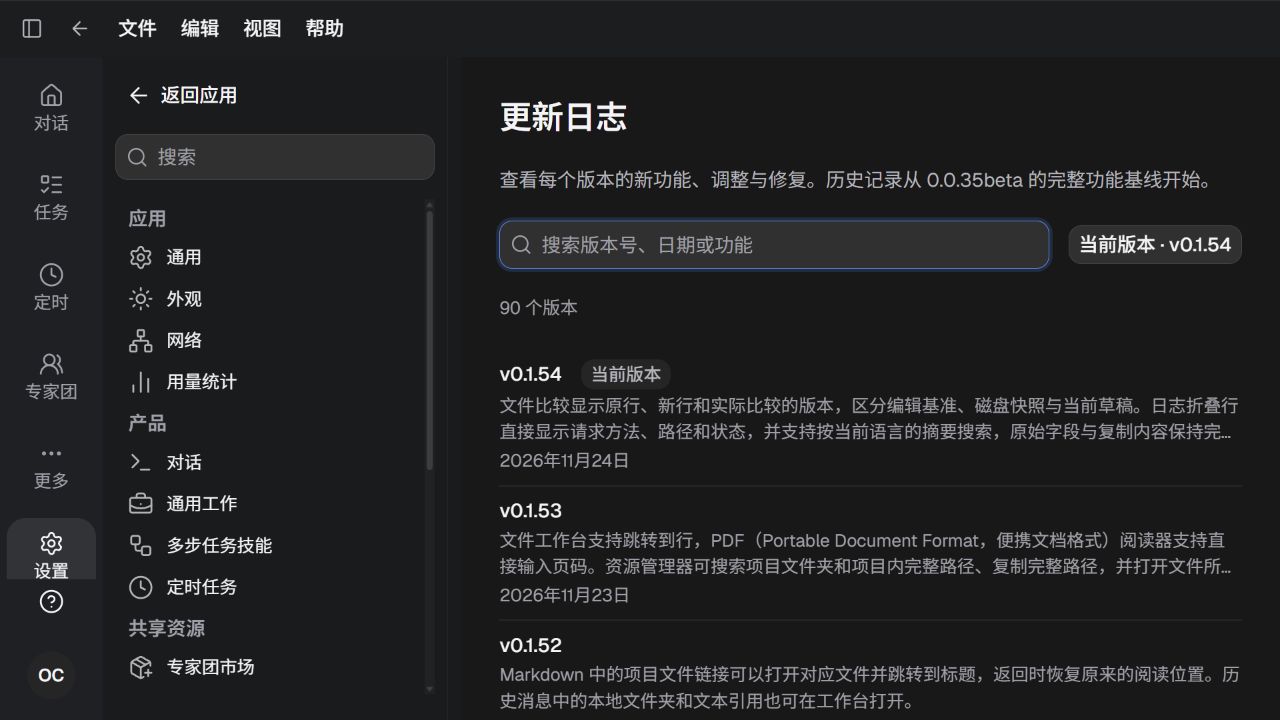 文件 编辑 视图 帮助
对话
任务
定时
专家团
更多
设置
OC
返回应用
搜索
应用
通用
外观
网络
用量统计
产品
对话
通用工作
多步任务技能
定时任务
共享资源
专家团市场
更新日志
查看每个版本的新功能、调整与修复。历史记录从 0.0.35beta 的完整功能基线开始。
搜索版本号、日期或功能
当前版本 · v0.1.54
90 个版本
v0.1.54 当前版本
文件比较显示原行、新行和实际比较的版本，区分编辑基准、磁盘快照与当前草稿。日志折叠行
直接显示请求方法、路径和状态，并支持按当前语言的摘要搜索，原始字段与复制内容保持完...
2026年11月24日
v0.1.53
文件工作台支持跳转到行，PDF（Portable Document Format，便携文档格式）阅读器支持直
接输入页码。资源管理器可搜索项目文件夹和项目内完整路径、复制完整路径，并打开文件所...
2026年11月23日
v0.1.52
Markdown 中的项目文件链接可以打开对应文件并跳转到标题，返回时恢复原来的阅读位置。历
史消息中的本地文件夹和文本引用也可在工作台打开。